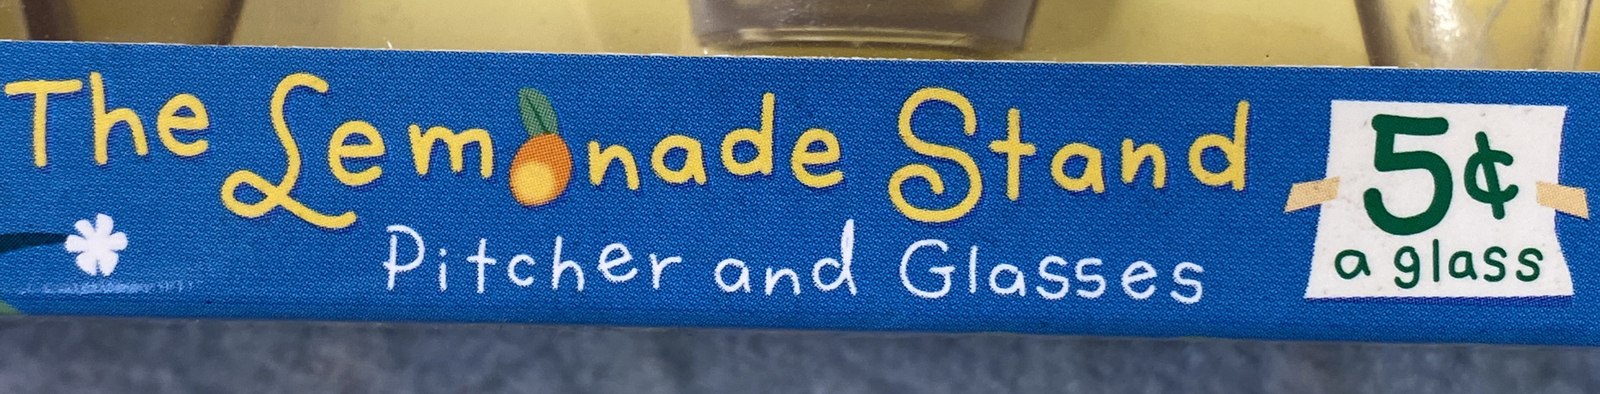 The Lemonade Stand
Pitcher and Glasses
5¢
a glass